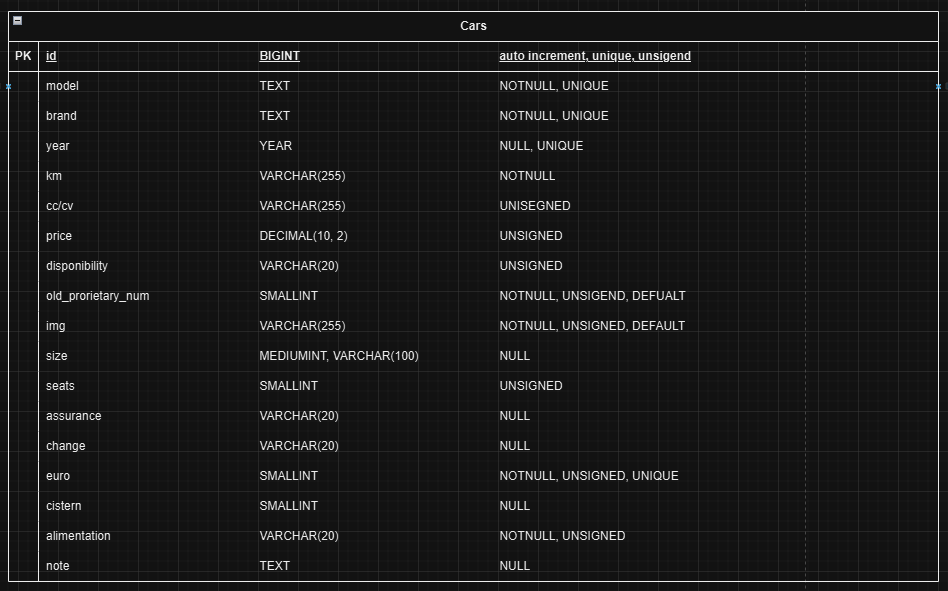 Cars
PK id BIGINT auto increment, unique, unsigend
model TEXT NOTNULL, UNIQUE
brand TEXT NOTNULL, UNIQUE
year YEAR NULL, UNIQUE
km VARCHAR(255) NOTNULL
cc/cv VARCHAR(255) UNISEGNED
price DECIMAL(10, 2) UNSIGNED
disponibility VARCHAR(20) UNSIGNED
old_prorietary_num SMALLINT NOTNULL, UNSIGEND, DEFUALT
img VARCHAR(255) NOTNULL, UNSIGNED, DEFAULT
size MEDIUMINT, VARCHAR(100) NULL
seats SMALLINT UNSIGNED
assurance VARCHAR(20) NULL
change VARCHAR(20) NULL
euro SMALLINT NOTNULL, UNSIGNED, UNIQUE
cistern SMALLINT NULL
alimentation VARCHAR(20) NOTNULL, UNSIGNED
note TEXT NULL